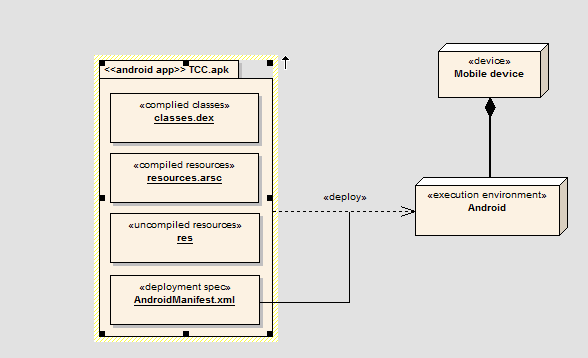 <<android app>> TCC.apk
«complied classes»
classes.dex
«compiled resources»
resources.arsc
«uncompiled resources»
res
«deployment spec»
AndroidManifest.xml
«deploy»
«device»
Mobile device
«execution environment»
Android